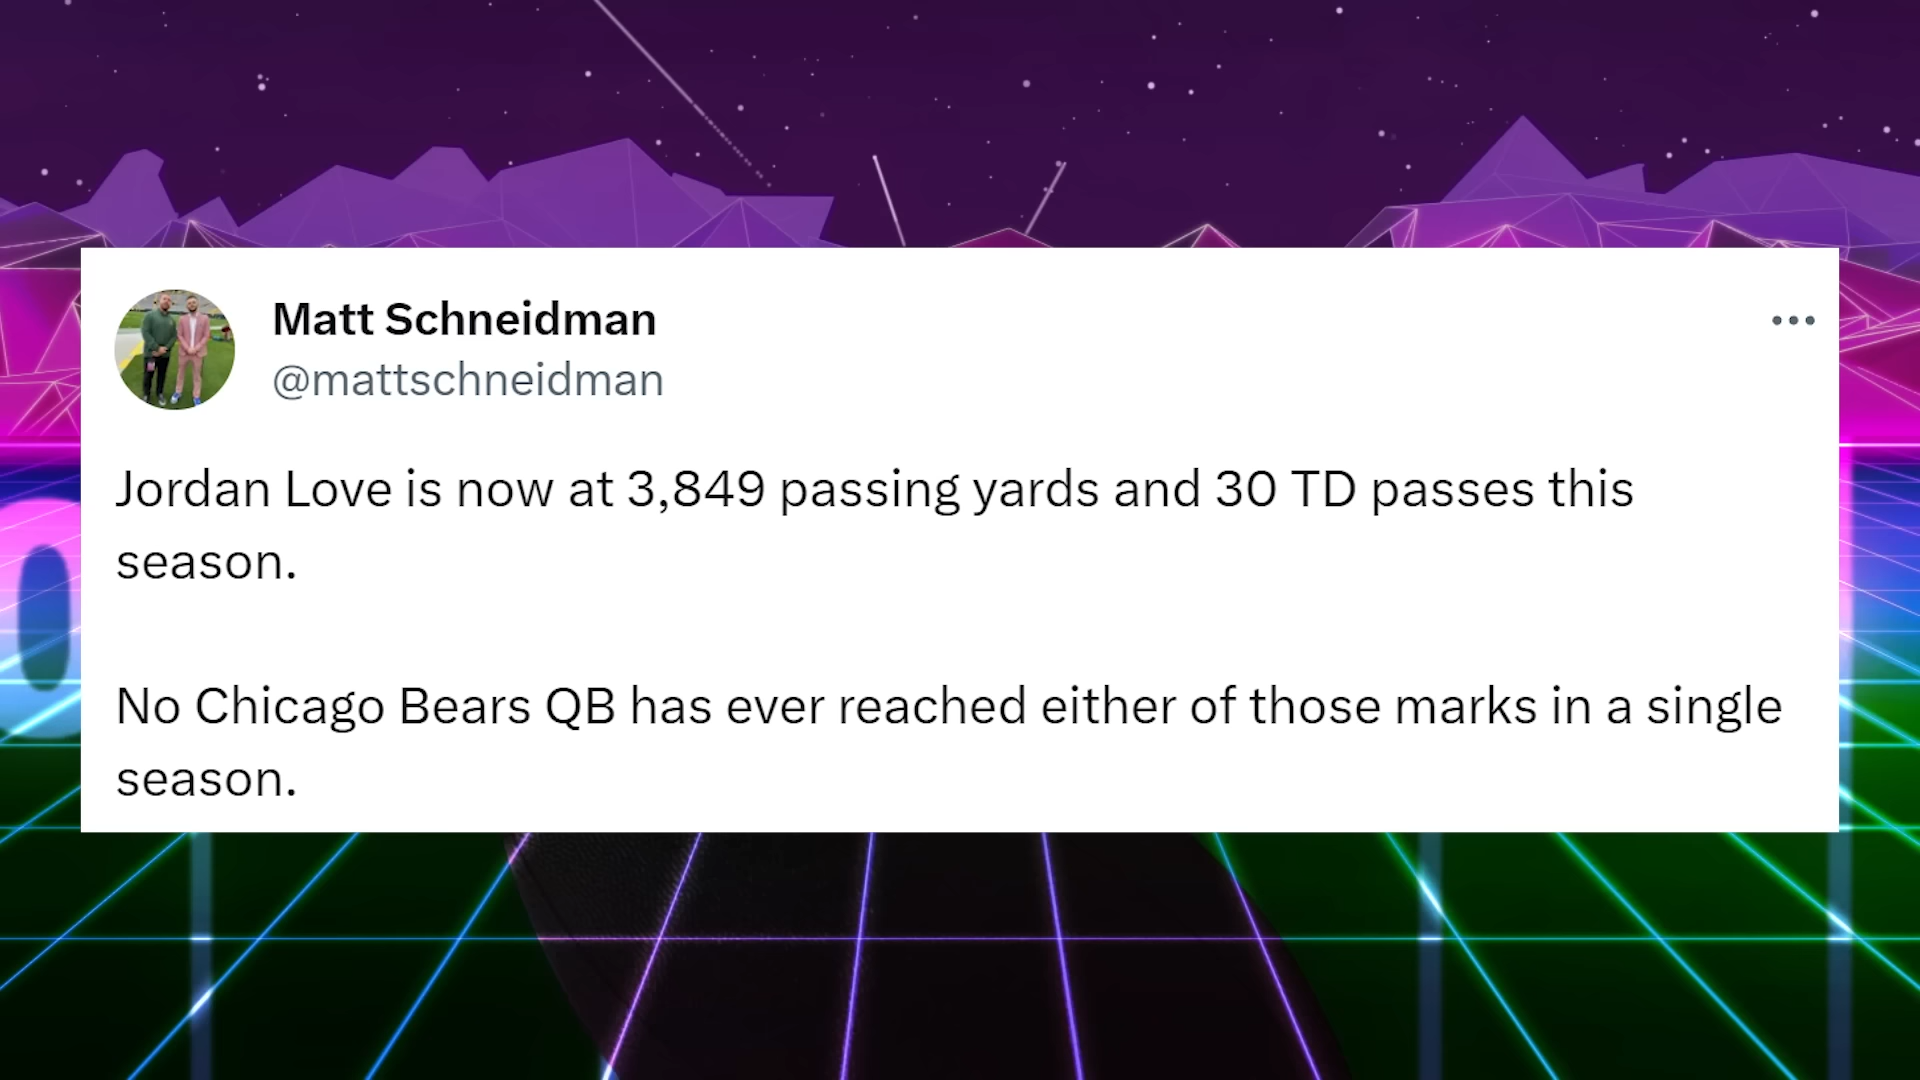 Matt Schneidman
@mattschneidman
Jordan Love is now at 3,849 passing yards and 30 TD passes this
season.
No Chicago Bears QB has ever reached either of those marks in a single
season.